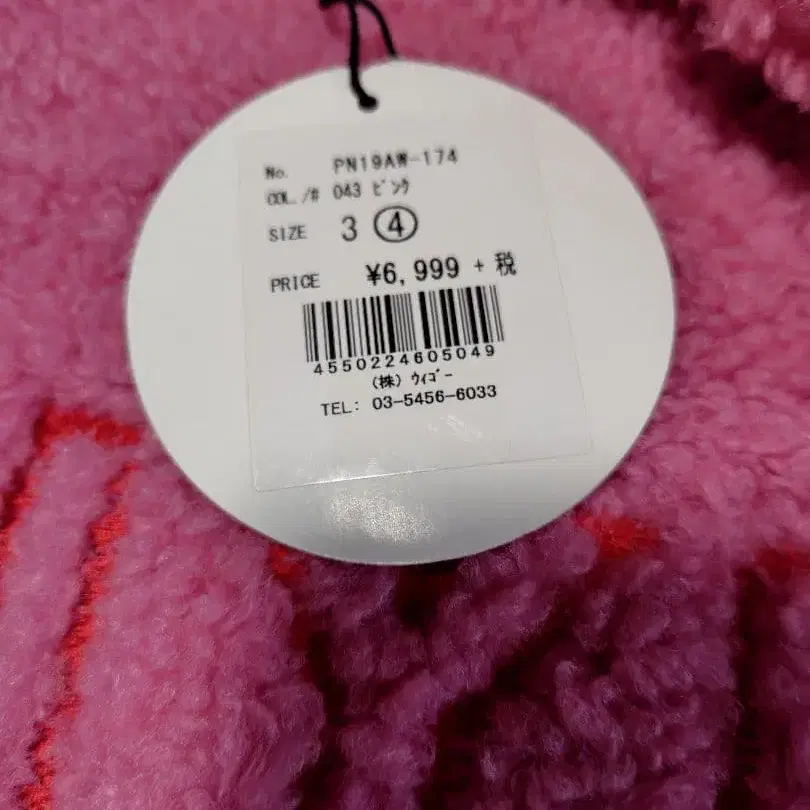 No. PN19AW-174
COL./# 043 ピンク
SIZE 3 ④
PRICE ¥6,999 + 税
4550224605049
(株) ウィゴー
TEL: 03-5456-6033